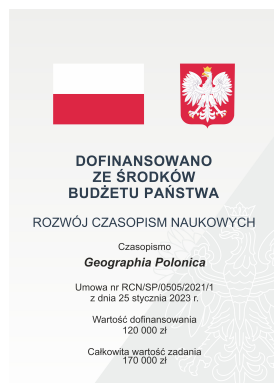 DOFINANSOWANO
ZE ŚRODKÓW
BUDŻETU PAŃSTWA
ROZWÓJ CZASOPISM NAUKOWYCH
Czasopismo
Geographia Polonica
Umowa nr RCN/SP/0505/2021/1
z dnia 25 stycznia 2023 r.
Wartość dofinansowania
120 000 zł
Całkowita wartość zadania
170 000 zł